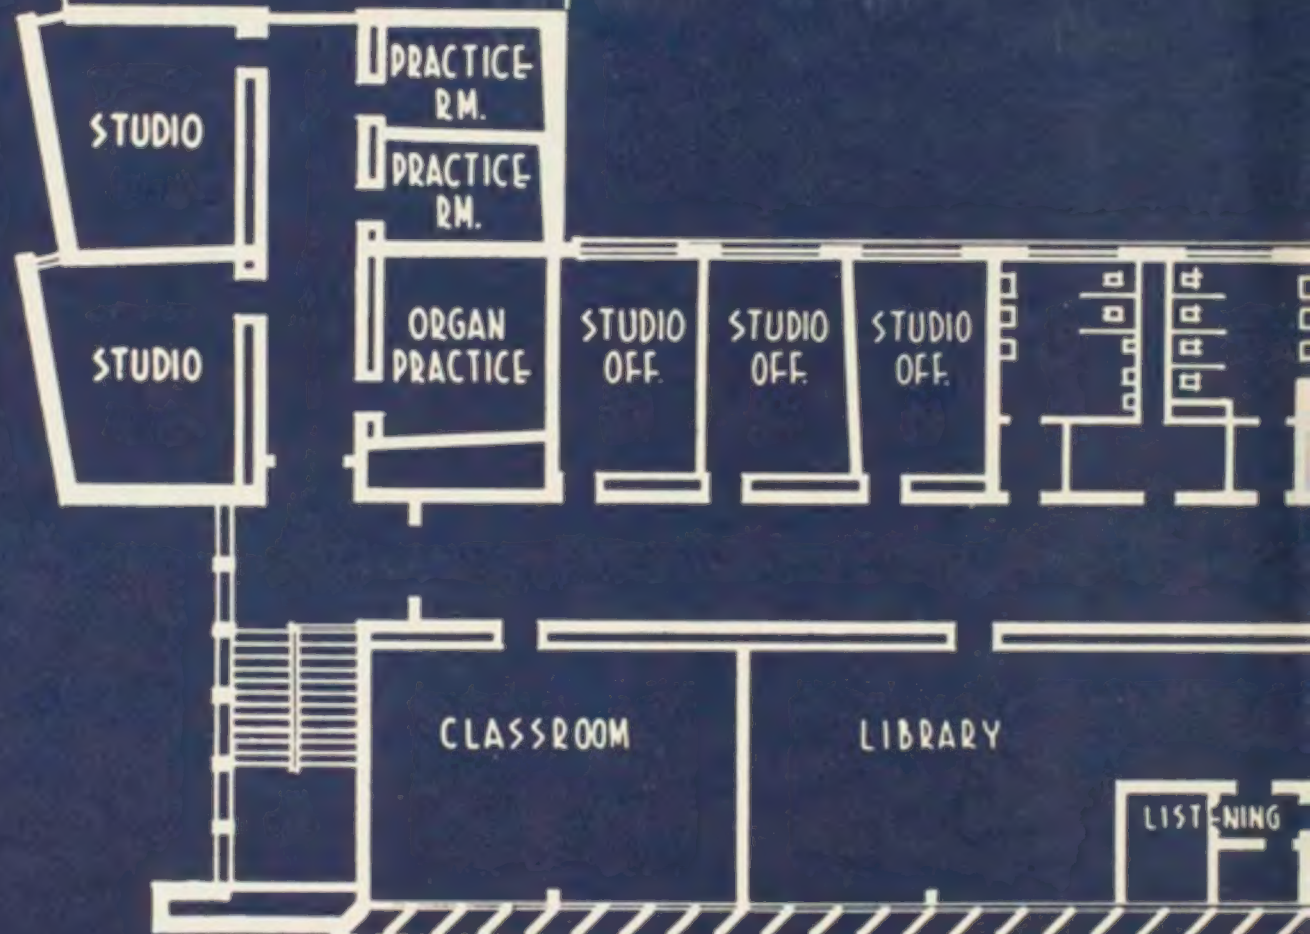 PRACTICE
RM.
STUDIO
PRACTICE
RM.
ORGAN
PRACTICE
STUDIO
STUDIO
OFF.
STUDIO
OFF.
STUDIO
OFF.
CLASSROOM
LIBRARY
LISTENING